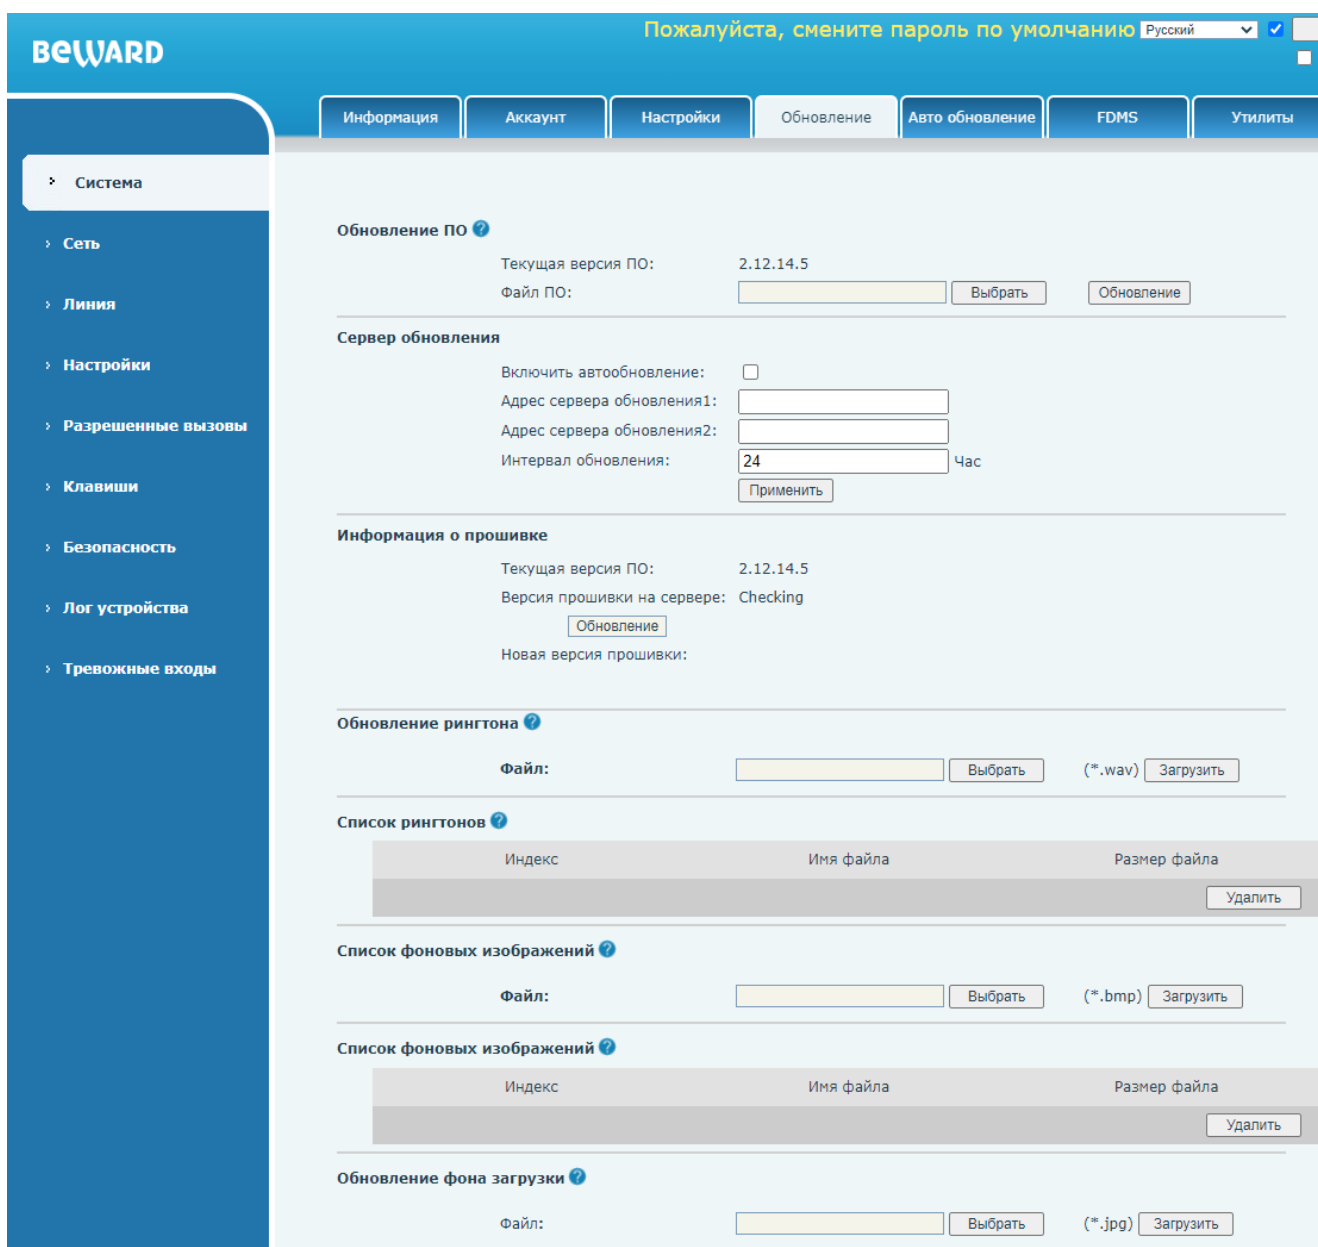 Пожалуйста, смените пароль по умолчанию Русский
BEWARD
Информация Аккаунт Настройки Обновление Авто обновление FDMS Утилиты
Система
Сеть
Линия
Настройки
Разрешенные вызовы
Клавиши
Безопасность
Лог устройства
Тревожные входы
Обновление ПО ?
Текущая версия ПО: 2.12.14.5
Файл ПО: Выбрать Обновление
Сервер обновления
Включить автообновление:
Адрес сервера обновления1:
Адрес сервера обновления2:
Интервал обновления: 24 Час
Применить
Информация о прошивке
Текущая версия ПО: 2.12.14.5
Версия прошивки на сервере: Checking
Обновление
Новая версия прошивки:
Обновление рингтона ?
Файл: Выбрать (*.wav) Загрузить
Список рингтонов ?
Индекс Имя файла Размер файла
Удалить
Список фоновых изображений ?
Файл: Выбрать (*.bmp) Загрузить
Список фоновых изображений ?
Индекс Имя файла Размер файла
Удалить
Обновление фона загрузки ?
Файл: Выбрать (*.jpg) Загрузить